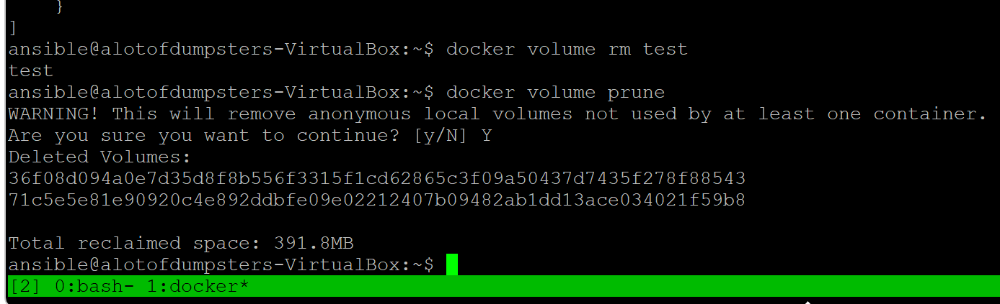 }
]
ansible@alotofdumpsters-VirtualBox:~$ docker volume rm test
test
ansible@alotofdumpsters-VirtualBox:~$ docker volume prune
WARNING! This will remove anonymous local volumes not used by at least one container.
Are you sure you want to continue? [y/N] Y
Deleted Volumes:
36f08d094a0e7d35d8f8b556f3315f1cd62865c3f09a50437d7435f278f88543
71c5e5e81e90920c4e892ddbfe09e02212407b09482ab1dd13ace034021f59b8
Total reclaimed space: 391.8MB
ansible@alotofdumpsters-VirtualBox:~$
[2] 0:bash- 1:docker*